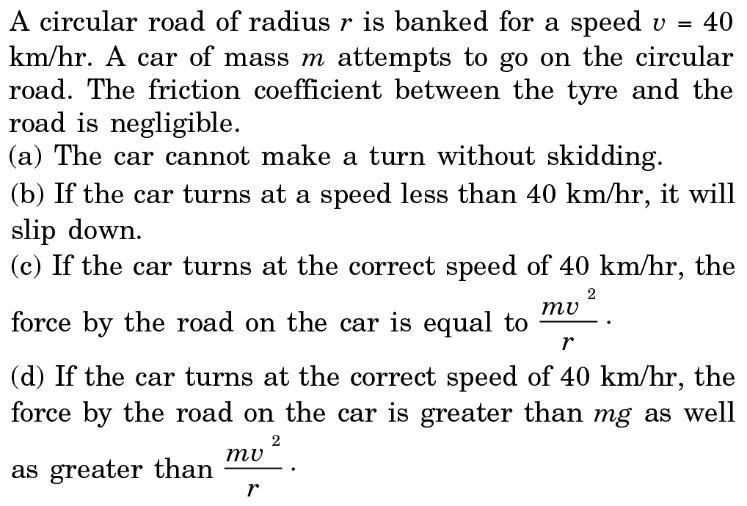 A circular road of radius r is banked for a speed v = 40
km/hr. A car of mass m attempts to go on the circular
road. The friction coefficient between the tyre and the
road is negligible.
(a) The car cannot make a turn without skidding.
(b) If the car turns at a speed less than 40 km/hr, it will
slip down.
(c) If the car turns at the correct speed of 40 km/hr, the
force by the road on the car is equal to mv²/r.
(d) If the car turns at the correct speed of 40 km/hr, the
force by the road on the car is greater than mg as well
as greater than mv²/r.